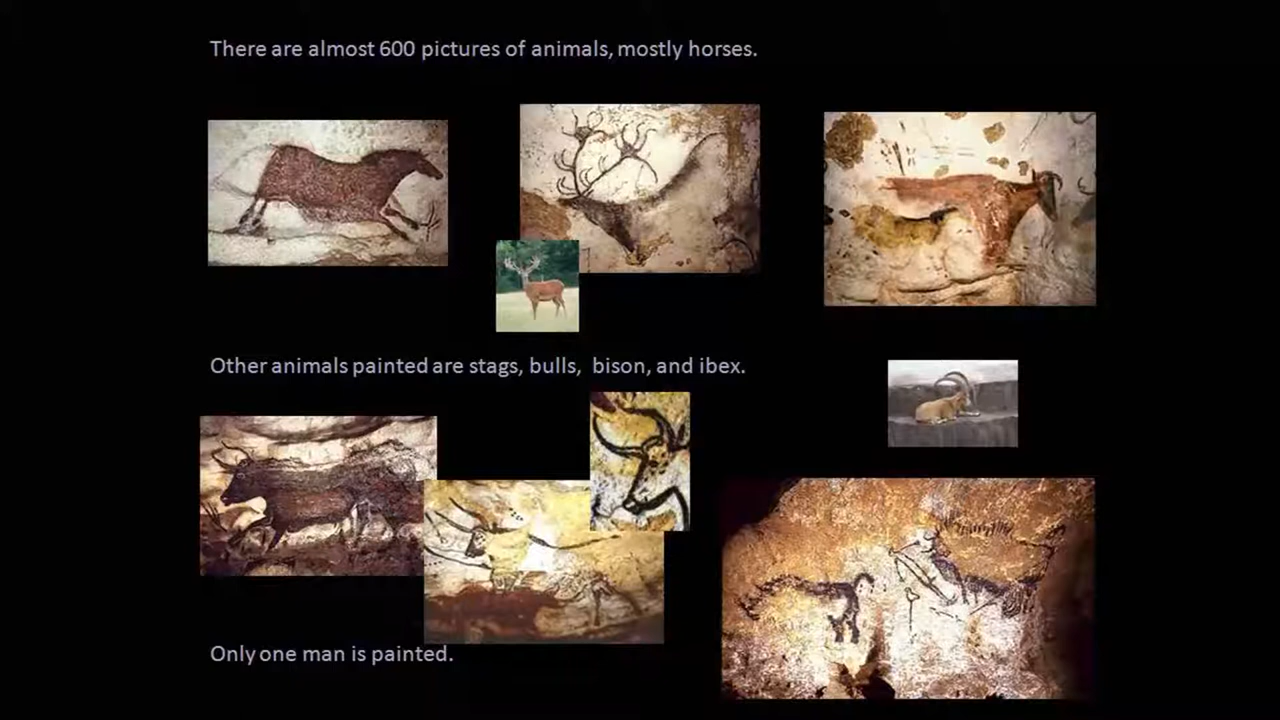 There are almost 600 pictures of animals, mostly horses.
Other animals painted are stags, bulls,  bison, and ibex.
Only one man is painted.